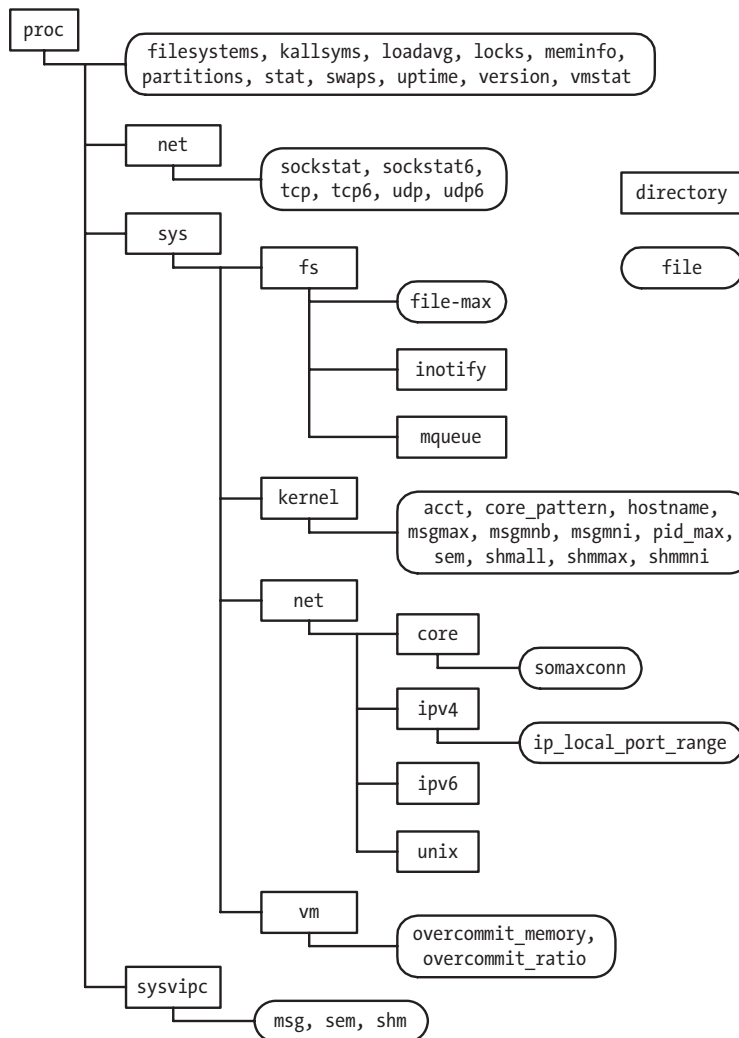 proc
filesystems, kallsyms, loadavg, locks, meminfo,
partitions, stat, swaps, uptime, version, vmstat
net
sockstat, sockstat6,
tcp, tcp6, udp, udp6
directory
sys
fs
file
file-max
inotify
mqueue
kernel
acct, core_pattern, hostname,
msgmax, msgmnb, msgmni, pid_max,
sem, shmall, shmmax, shmmni
net
core
somaxconn
ipv4
ip_local_port_range
ipv6
unix
vm
overcommit_memory,
overcommit_ratio
sysvipc
msg, sem, shm